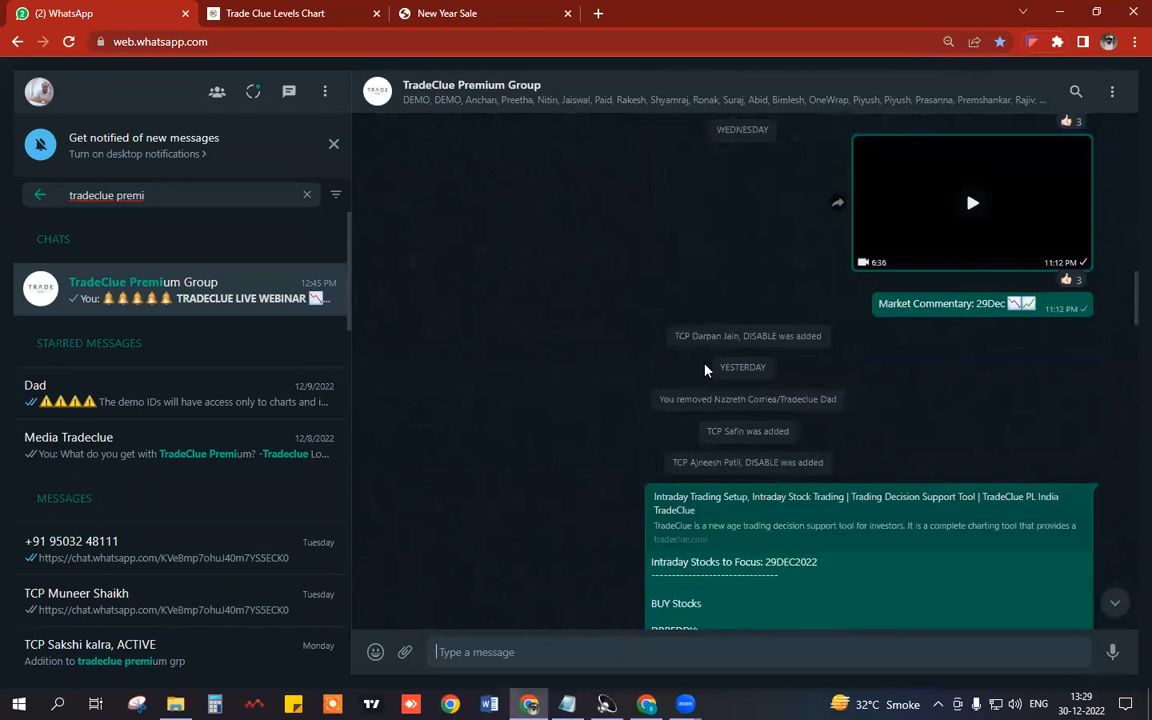 (2) WhatsApp
Trade Clue Levels Chart
New Year Sale
web.whatsapp.com
TRADE
TradeClue Premium Group
DEMO, DEMO, Anchan, Preetha, Nitin, Jaiswal, Paid, Rakesh, Shyamraj, Ronak, Suraj, Abid, Bimlesh, OneWrap, Piyush, Piyush, Prasanna, Premshankar, Rajiv, ...
Get notified of new messages
Turn on desktop notifications >
tradeclue premi
CHATS
TRADE
TradeClue Premium Group
12:45 PM
You: 🔔🔔🔔🔔🔔 TRADECLUE LIVE WEBINAR 📉...
STARRED MESSAGES
Dad
12/9/2022
⚠️⚠️⚠️⚠️ The demo IDs will have access only to charts and i...
Media Tradeclue
12/8/2022
You: What do you get with TradeClue Premium? -Tradeclue Lo...
MESSAGES
+91 95032 48111
Tuesday
https://chat.whatsapp.com/KVeBmp7ohuJ40m7YS5ECK0
TCP Muneer Shaikh
Tuesday
https://chat.whatsapp.com/KVeBmp7ohuJ40m7YS5ECK0
TCP Sakshi kalra, ACTIVE
Monday
Addition to tradeclue premium grp
👍🏻 3
WEDNESDAY
6:36
11:12 PM
👍🏻 3
Market Commentary: 29Dec 📉📈
11:12 PM
TCP Darpan Jain, DISABLE was added
YESTERDAY
You removed Nazreth Corriea/Tradeclue Dad
TCP Safin was added
TCP Ajneesh Patil, DISABLE was added
Intraday Trading Setup, Intraday Stock Trading | Trading Decision Support Tool | TradeClue PL India
TradeClue
TradeClue is a new age trading decision support tool for investors. It is a complete charting tool that provides a
tradeclue.com
Intraday Stocks to Focus: 29DEC2022
------------------------------
BUY Stocks
Type a message
32°C Smoke
ENG
13:29
30-12-2022